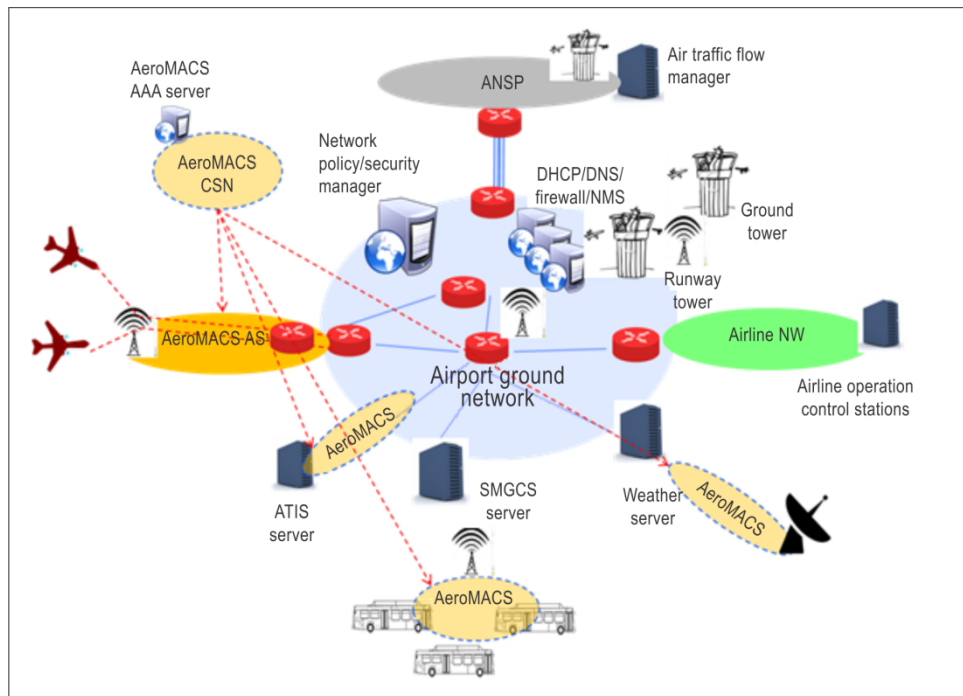 AeroMACS
AAA server
Air traffic flow
manager
ANSP
Network
policy/security
manager
AeroMACS
CSN
DHCP/DNS/
firewall/NMS
Ground
tower
Runway
tower
AeroMACS-AS
Airline NW
Airport ground
network
Airline operation
control stations
AeroMACS
ATIS
server
SMGCS
server
Weather
server
AeroMACS
AeroMACS